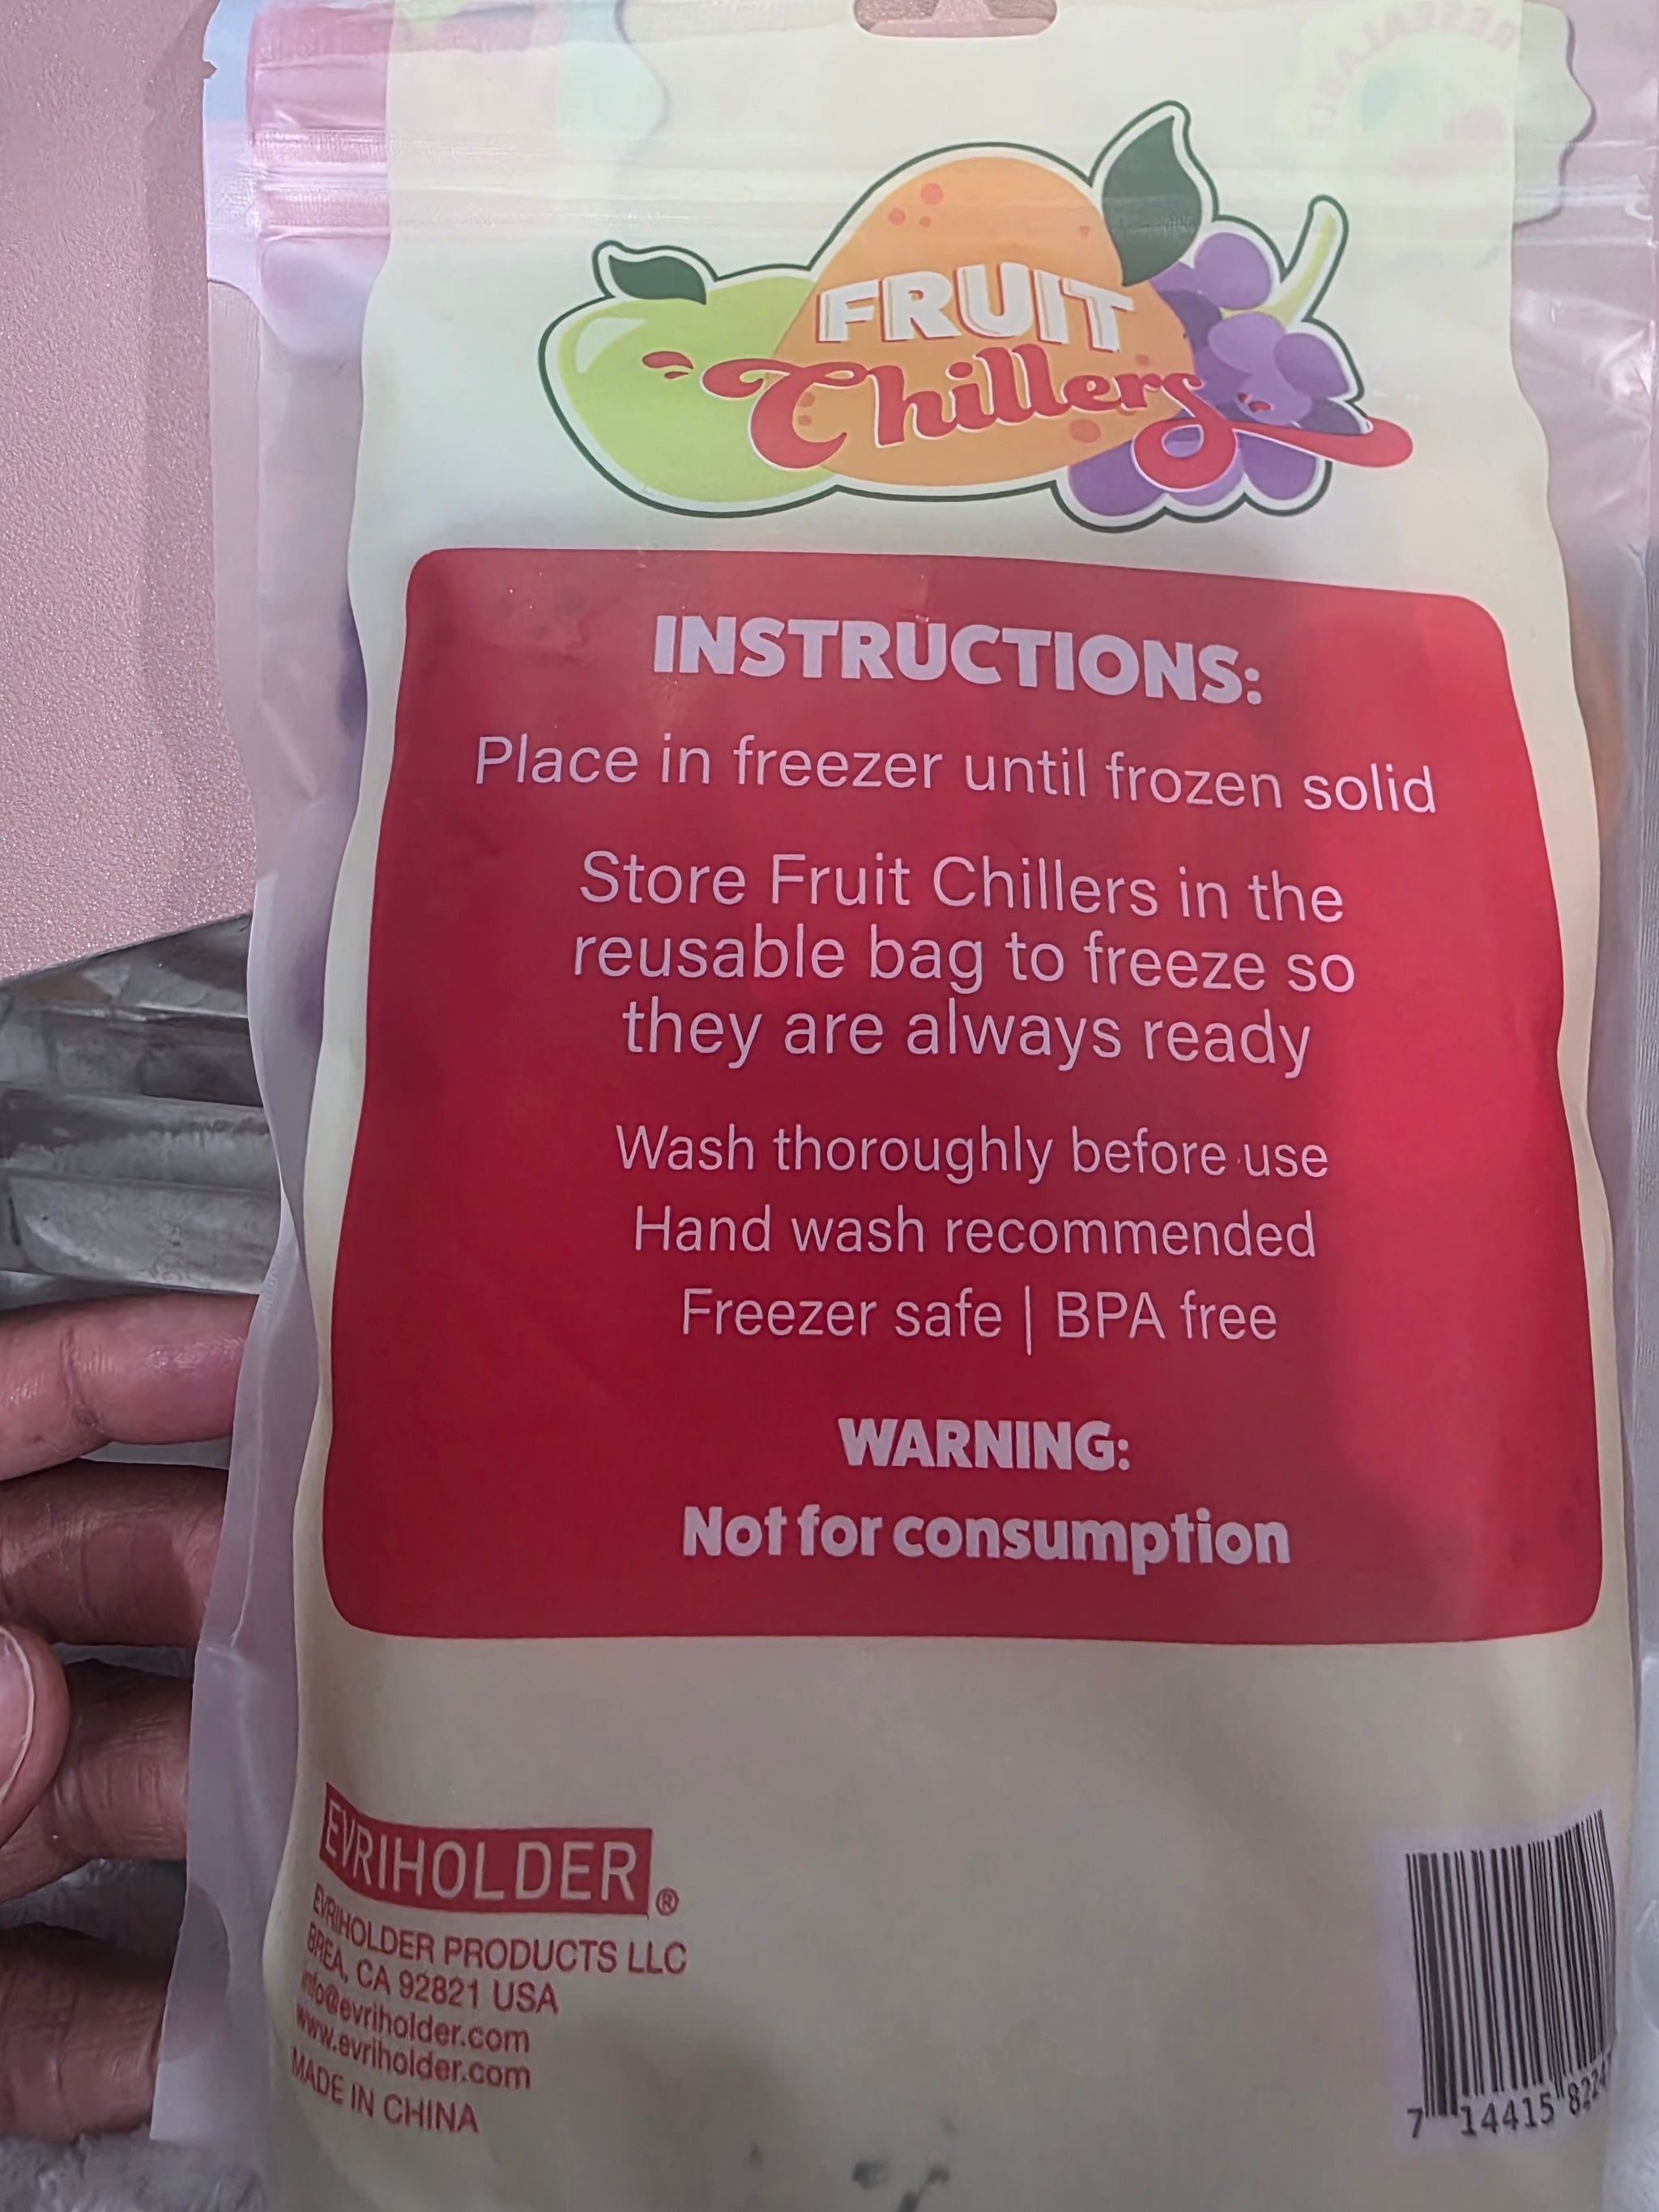 RESEALABLE
FRUIT
Chillers
INSTRUCTIONS:
Place in freezer until frozen solid
Store Fruit Chillers in the
reusable bag to freeze so
they are always ready
Wash thoroughly before use
Hand wash recommended
Freezer safe | BPA free
WARNING:
Not for consumption
EVRIHOLDER®
EVRIHOLDER PRODUCTS LLC
BREA, CA 92821 USA
info@evriholder.com
www.evriholder.com
MADE IN CHINA
7 14415